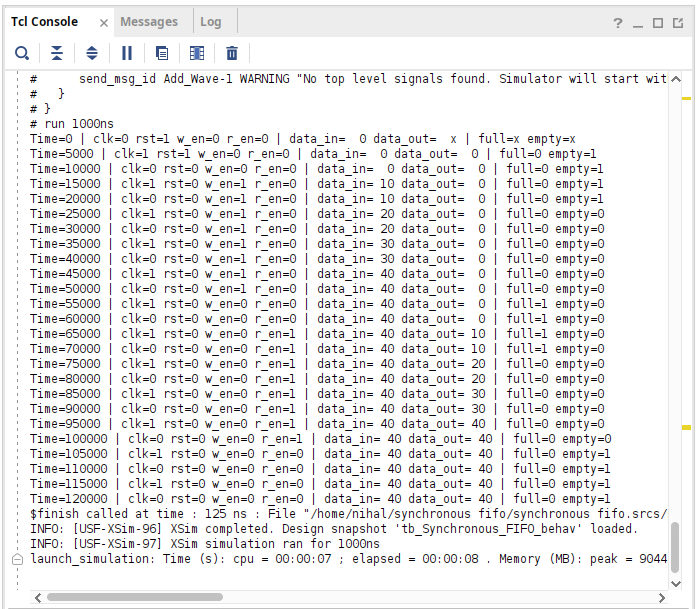 Tcl Console × Messages Log ? _
# send_msg_id Add_Wave-1 WARNING "No top level signals found. Simulator will start wit
# }
# }
# run 1000ns
Time=0 | clk=0 rst=1 w_en=0 r_en=0 | data_in=  0 data_out=  x | full=x empty=x
Time=5000 | clk=1 rst=1 w_en=0 r_en=0 | data_in=  0 data_out=  0 | full=0 empty=1
Time=10000 | clk=0 rst=0 w_en=0 r_en=0 | data_in=  0 data_out=  0 | full=0 empty=1
Time=15000 | clk=1 rst=0 w_en=1 r_en=0 | data_in= 10 data_out=  0 | full=0 empty=1
Time=20000 | clk=0 rst=0 w_en=1 r_en=0 | data_in= 10 data_out=  0 | full=0 empty=1
Time=25000 | clk=1 rst=0 w_en=1 r_en=0 | data_in= 20 data_out=  0 | full=0 empty=0
Time=30000 | clk=0 rst=0 w_en=1 r_en=0 | data_in= 20 data_out=  0 | full=0 empty=0
Time=35000 | clk=1 rst=0 w_en=1 r_en=0 | data_in= 30 data_out=  0 | full=0 empty=0
Time=40000 | clk=0 rst=0 w_en=1 r_en=0 | data_in= 30 data_out=  0 | full=0 empty=0
Time=45000 | clk=1 rst=0 w_en=1 r_en=0 | data_in= 40 data_out=  0 | full=0 empty=0
Time=50000 | clk=0 rst=0 w_en=1 r_en=0 | data_in= 40 data_out=  0 | full=0 empty=0
Time=55000 | clk=1 rst=0 w_en=0 r_en=0 | data_in= 40 data_out=  0 | full=1 empty=0
Time=60000 | clk=0 rst=0 w_en=0 r_en=0 | data_in= 40 data_out=  0 | full=1 empty=0
Time=65000 | clk=1 rst=0 w_en=0 r_en=1 | data_in= 40 data_out= 10 | full=1 empty=0
Time=70000 | clk=0 rst=0 w_en=0 r_en=1 | data_in= 40 data_out= 10 | full=1 empty=0
Time=75000 | clk=1 rst=0 w_en=0 r_en=1 | data_in= 40 data_out= 20 | full=0 empty=0
Time=80000 | clk=0 rst=0 w_en=0 r_en=1 | data_in= 40 data_out= 20 | full=0 empty=0
Time=85000 | clk=1 rst=0 w_en=0 r_en=1 | data_in= 40 data_out= 30 | full=0 empty=0
Time=90000 | clk=0 rst=0 w_en=0 r_en=1 | data_in= 40 data_out= 30 | full=0 empty=0
Time=95000 | clk=1 rst=0 w_en=0 r_en=1 | data_in= 40 data_out= 40 | full=0 empty=0
Time=100000 | clk=0 rst=0 w_en=0 r_en=1 | data_in= 40 data_out= 40 | full=0 empty=0
Time=105000 | clk=1 rst=0 w_en=0 r_en=1 | data_in= 40 data_out= 40 | full=0 empty=1
Time=110000 | clk=0 rst=0 w_en=0 r_en=1 | data_in= 40 data_out= 40 | full=0 empty=1
Time=115000 | clk=1 rst=0 w_en=0 r_en=1 | data_in= 40 data_out= 40 | full=0 empty=1
Time=120000 | clk=0 rst=0 w_en=0 r_en=1 | data_in= 40 data_out= 40 | full=0 empty=1
$finish called at time : 125 ns : File "/home/nihal/synchronous fifo/synchronous fifo.srcs/
INFO: [USF-XSim-96] XSim completed. Design snapshot 'tb_Synchronous_FIFO_behav' loaded.
INFO: [USF-XSim-97] XSim simulation ran for 1000ns
launch_simulation: Time (s): cpu = 00:00:07 ; elapsed = 00:00:08 . Memory (MB): peak = 9044